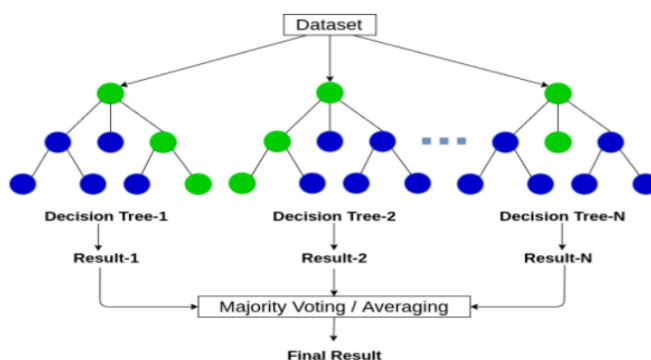 Dataset
Decision Tree-1 Decision Tree-2 Decision Tree-N
Result-1 Result-2 Result-N
Majority Voting / Averaging
Final Result